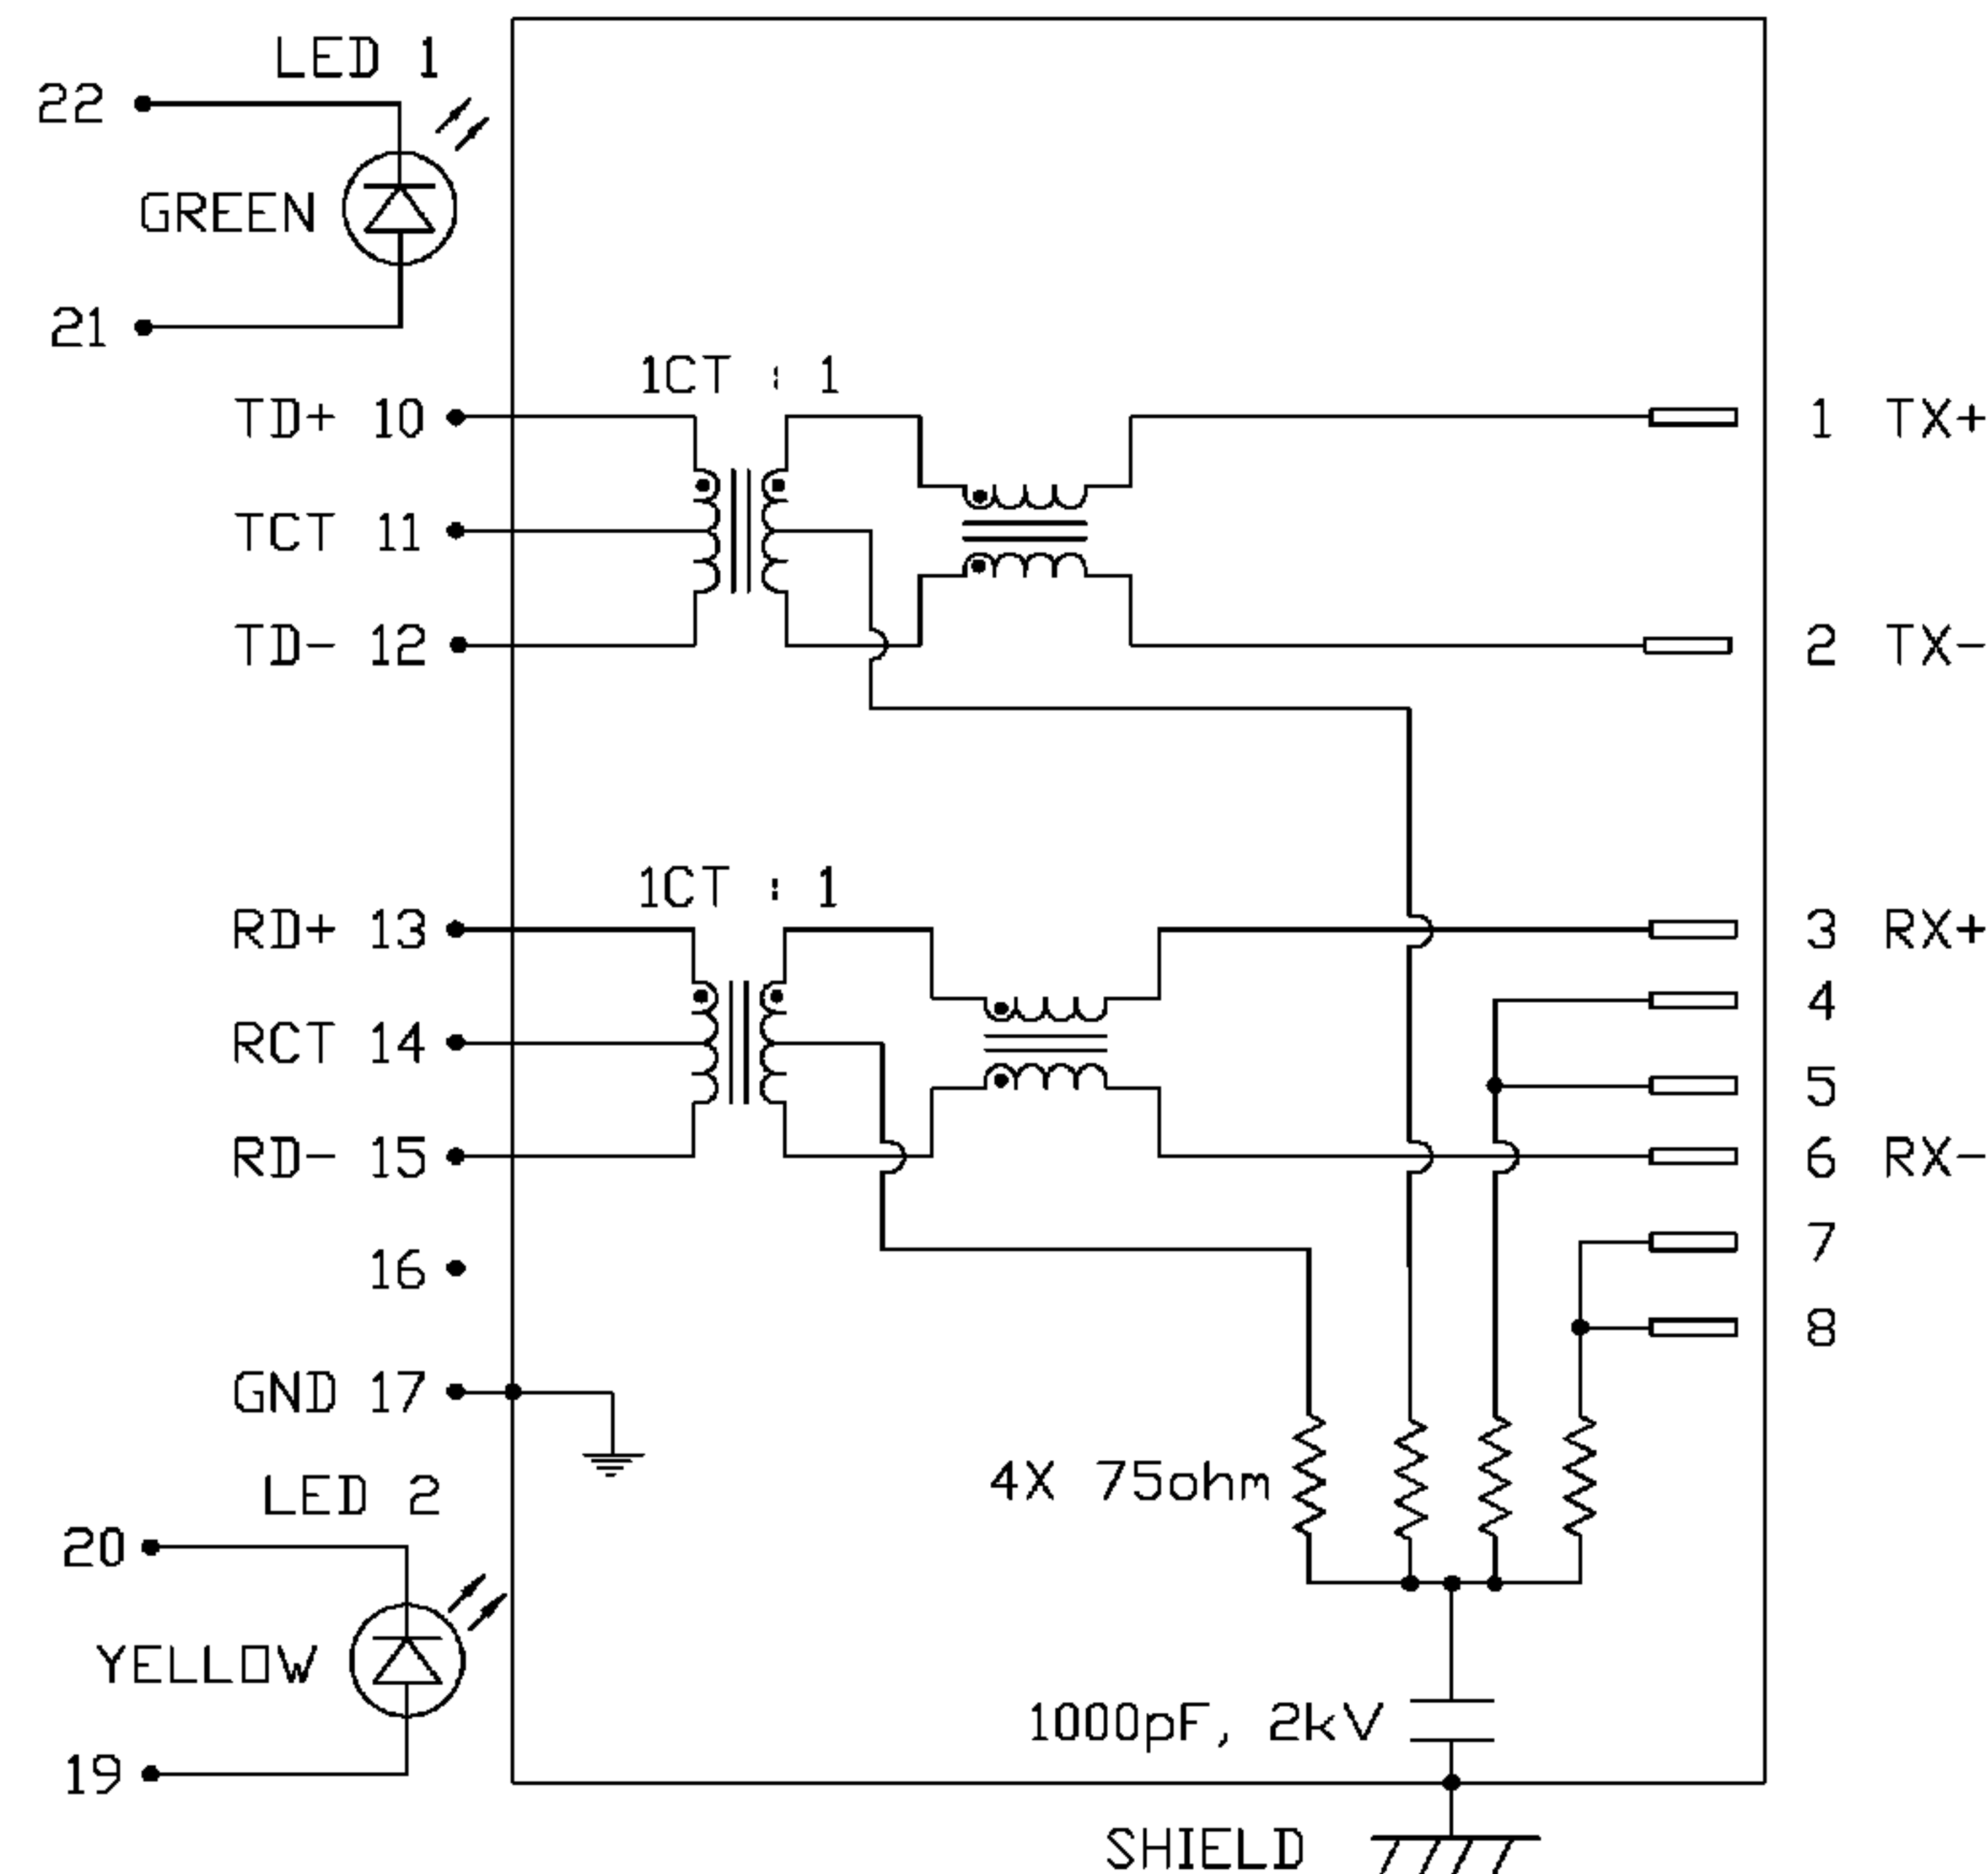 LED 1
22
GREEN
21
1CT : 1
TD+ 10
1 TX+
TCT 11
TD- 12
2 TX-
1CT : 1
RD+ 13
3 RX+
4
RCT 14
5
RD- 15
6 RX-
7
16
8
GND 17
4X 75ohm
LED 2
20
YELLOW
1000pF, 2kV
19
SHIELD